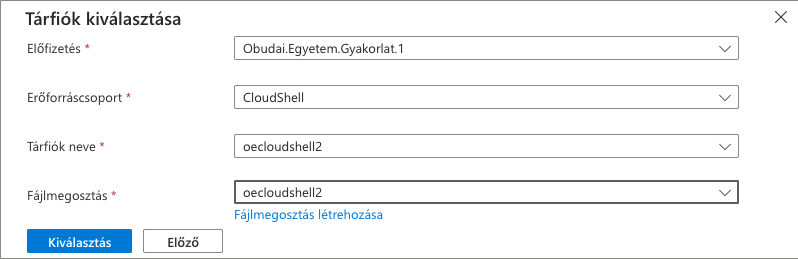 Tárfiók kiválasztása
Előfizetés *
Obudai.Egyetem.Gyakorlat.1
Erőforráscsoport *
CloudShell
Tárfiók neve *
oecloudshell2
Fájlmegosztás *
oecloudshell2
Fájlmegosztás létrehozása
Kiválasztás
Előző